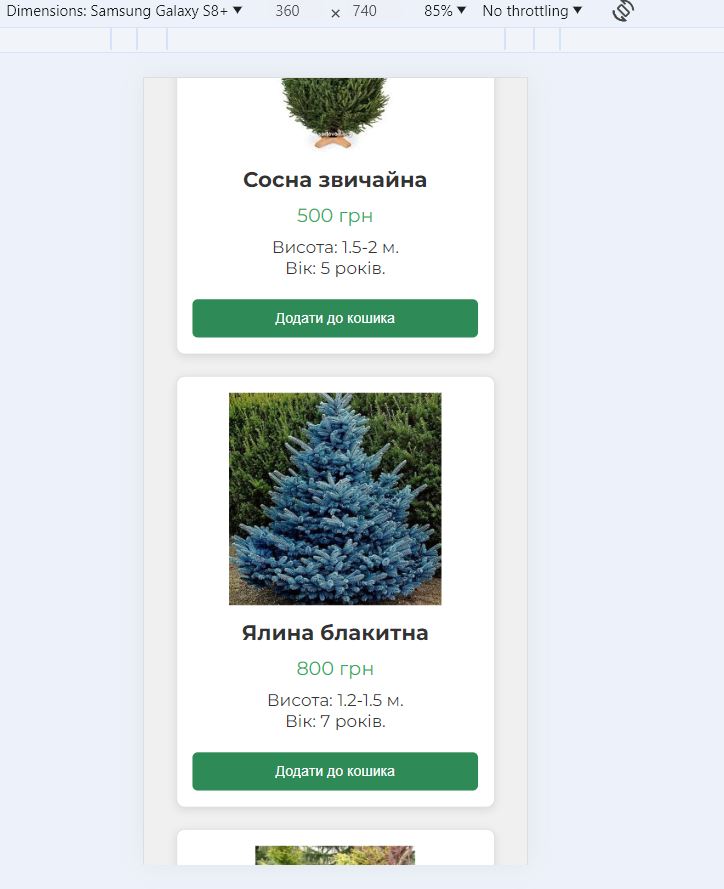 Dimensions: Samsung Galaxy S8+ 360 × 740 85% No throttling
Сосна звичайна
500 грн
Висота: 1.5-2 м.
Вік: 5 років.
Додати до кошика
Ялина блакитна
800 грн
Висота: 1.2-1.5 м.
Вік: 7 років.
Додати до кошика